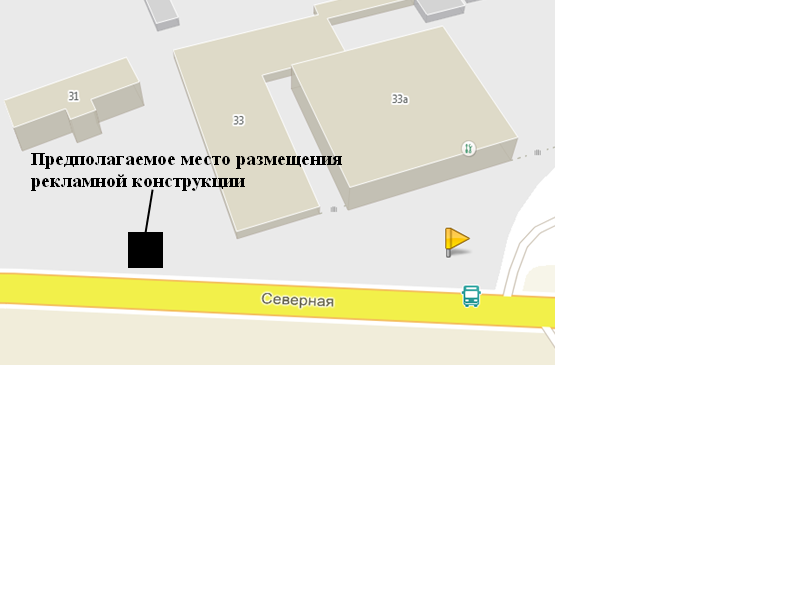 31
33а
33
Предполагаемое место размещения
рекламной конструкции
Северная